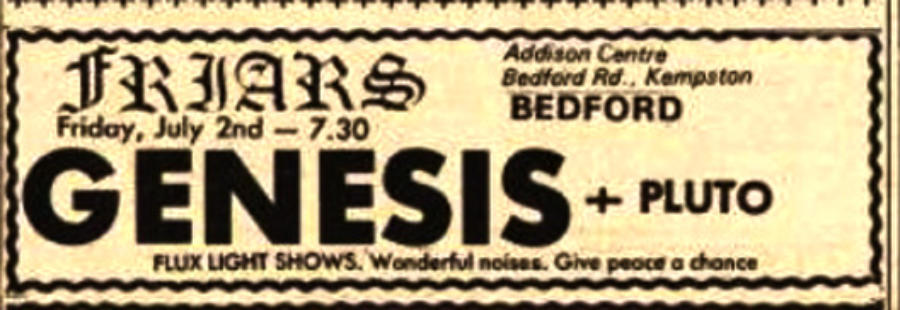 FRIARS
Friday, July 2nd — 7.30
Addison Centre
Bedford Rd., Kempston
BEDFORD
GENESIS + PLUTO
FLUX LIGHT SHOWS. Wonderful noises. Give peace a chance